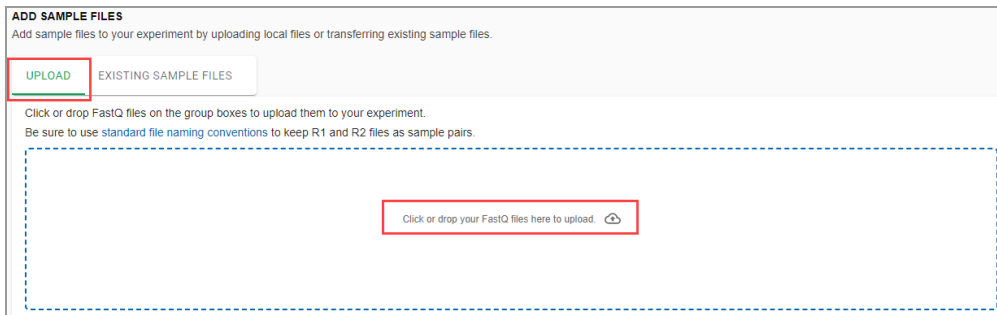 ADD SAMPLE FILES
Add sample files to your experiment by uploading local files or transferring existing sample files.
UPLOAD
EXISTING SAMPLE FILES
Click or drop FastQ files on the group boxes to upload them to your experiment.
Be sure to use standard file naming conventions to keep R1 and R2 files as sample pairs.
Click or drop your FastQ files here to upload.